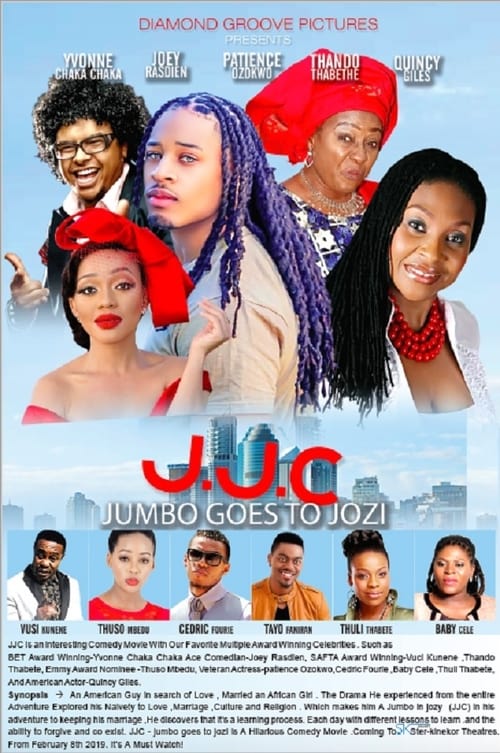 DIAMOND GROOVE PICTURES
PRESENTS
YVONNE CHAKA CHAKA
JOEY RASDIEN
PATIENCE OZOKWO
THANDO THABETHE
QUINCY GILES
J.J.C
JUMBO GOES TO JOZI
VUSI KUNENE THUSO MBEDU CEDRIC FOURIE TAYO FANIRAN THULI THABETE BABY CELE
JJC is an interesting Comedy Movie With Our Favorite Multiple Award Winning Celebrities . Such as
BET Award Winning-Yvonne Chaka Chaka Ace Comedian-Joey Rasdien, SAFTA Award Winning-Vuci Kunene ,Thando
Thabete, Emmy Award Nominee -Thuso Mbedu, Veteran Actress-patience Ozokwo,Cedric Fourie ,Baby Cele ,Thuli Thabete,
And American Actor-Quincy Giles.
Synopsis → An American Guy in search of Love , Married an African Girl . The Drama He experienced from the entire
Adventure Explored his Naivety to Love ,Marriage ,Culture and Religion . Which makes him A Jumbo in jozy (JJC) in his
adventure to keeping his marriage ,He discovers that it's a learning process. Each day with different lessons to learn .and the
ability to forgive and co exist. JJC - jumbo goes to jozi is A Hilarious Comedy Movie .Coming To Ster-kinekor Theatres
From February 8th 2019. It's A Must Watch!